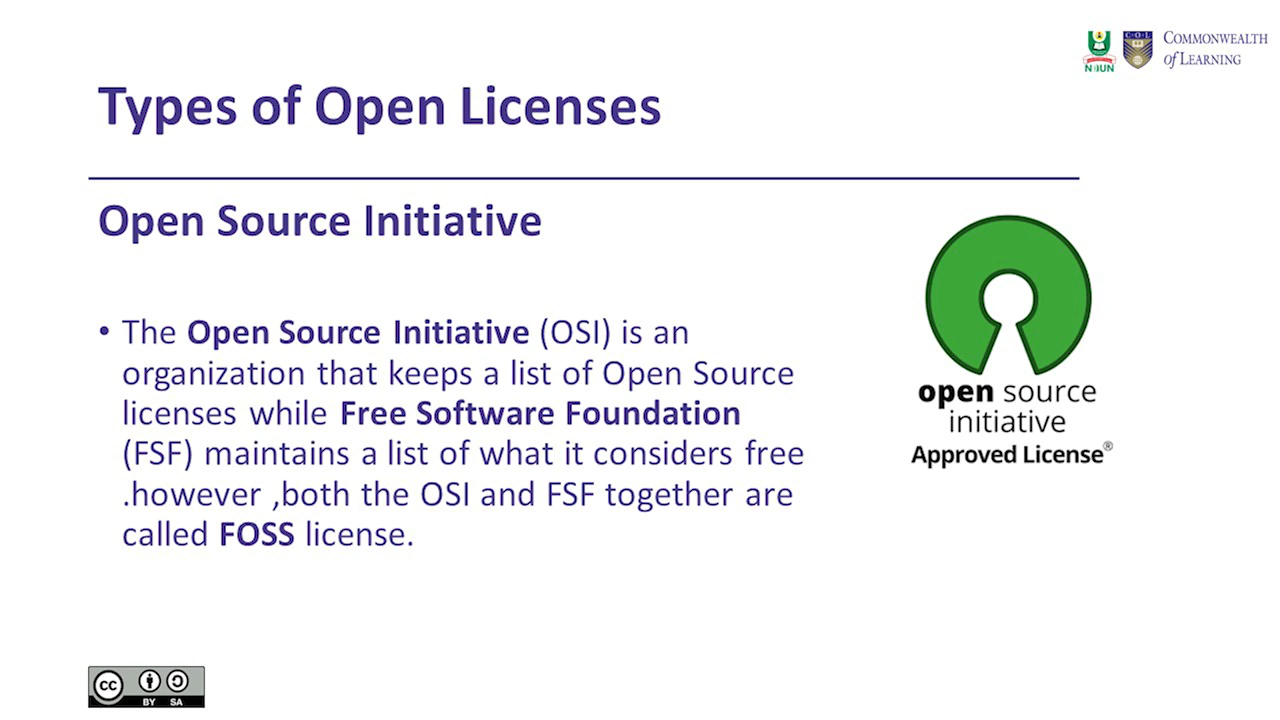 NOUN
C·O·L
COMMONWEALTH
of LEARNING
Types of Open Licenses
Open Source Initiative
• The Open Source Initiative (OSI) is an
organization that keeps a list of Open Source
licenses while Free Software Foundation
(FSF) maintains a list of what it considers free
.however ,both the OSI and FSF together are
called FOSS license.
open source
initiative
Approved License®
cc
BY SA